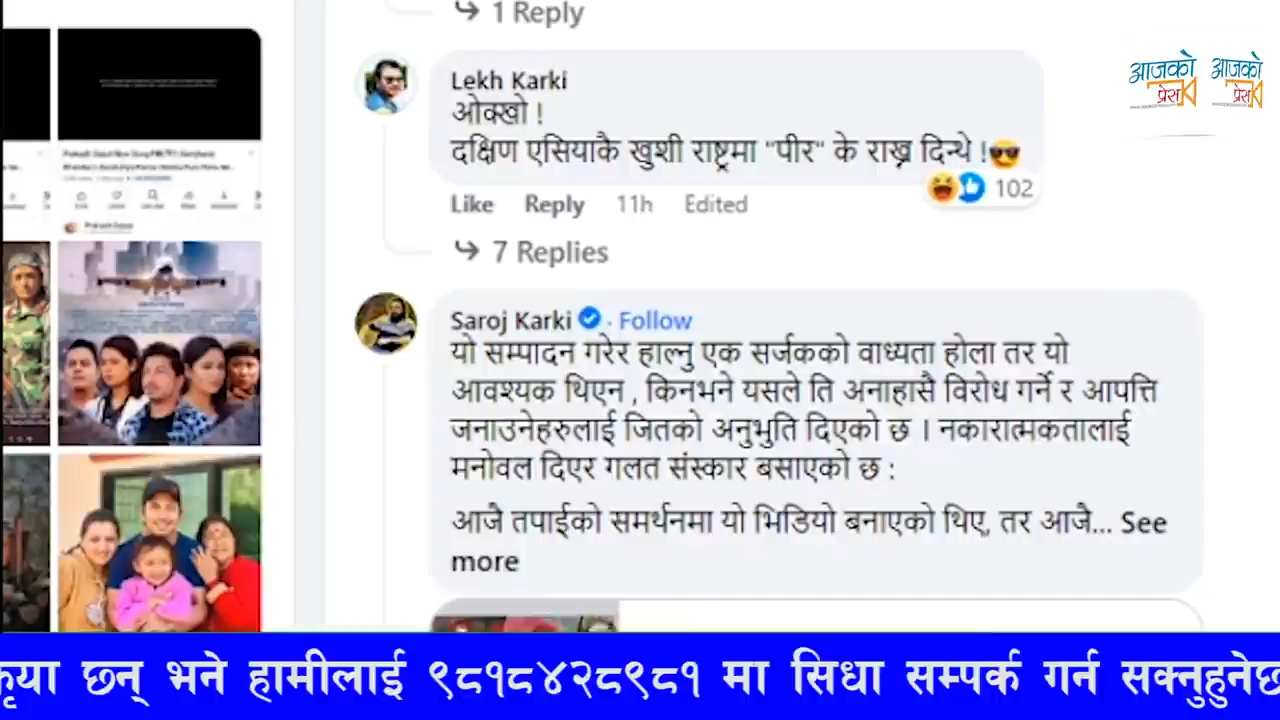 1 Reply
आजको
प्रेस
आजको
प्रेस
Lekh Karki
ओक्खो !
दक्षिण एसियाकै खुशी राष्ट्रमा "पीर" के राख्न दिन्थे !😎
102
Like Reply 11h Edited
7 Replies
Saroj Karki · Follow
यो सम्पादन गरेर हाल्नु एक सर्जकको वाध्यता होला तर यो
आवश्यक थिएन , किनभने यसले ति अनाहासै विरोध गर्ने र आपत्ति
जनाउनेहरुलाई जितको अनुभुति दिएको छ । नकारात्मकतालाई
मनोवल दिएर गलत संस्कार बसाएको छ :
आजै तपाईको समर्थनमा यो भिडियो बनाएको थिए, तर आजै... See
more
छन् भने हामीलाई ९८१८४२८९८१ मा सिधा सम्पर्क गर्न सक्नुहुनेछ